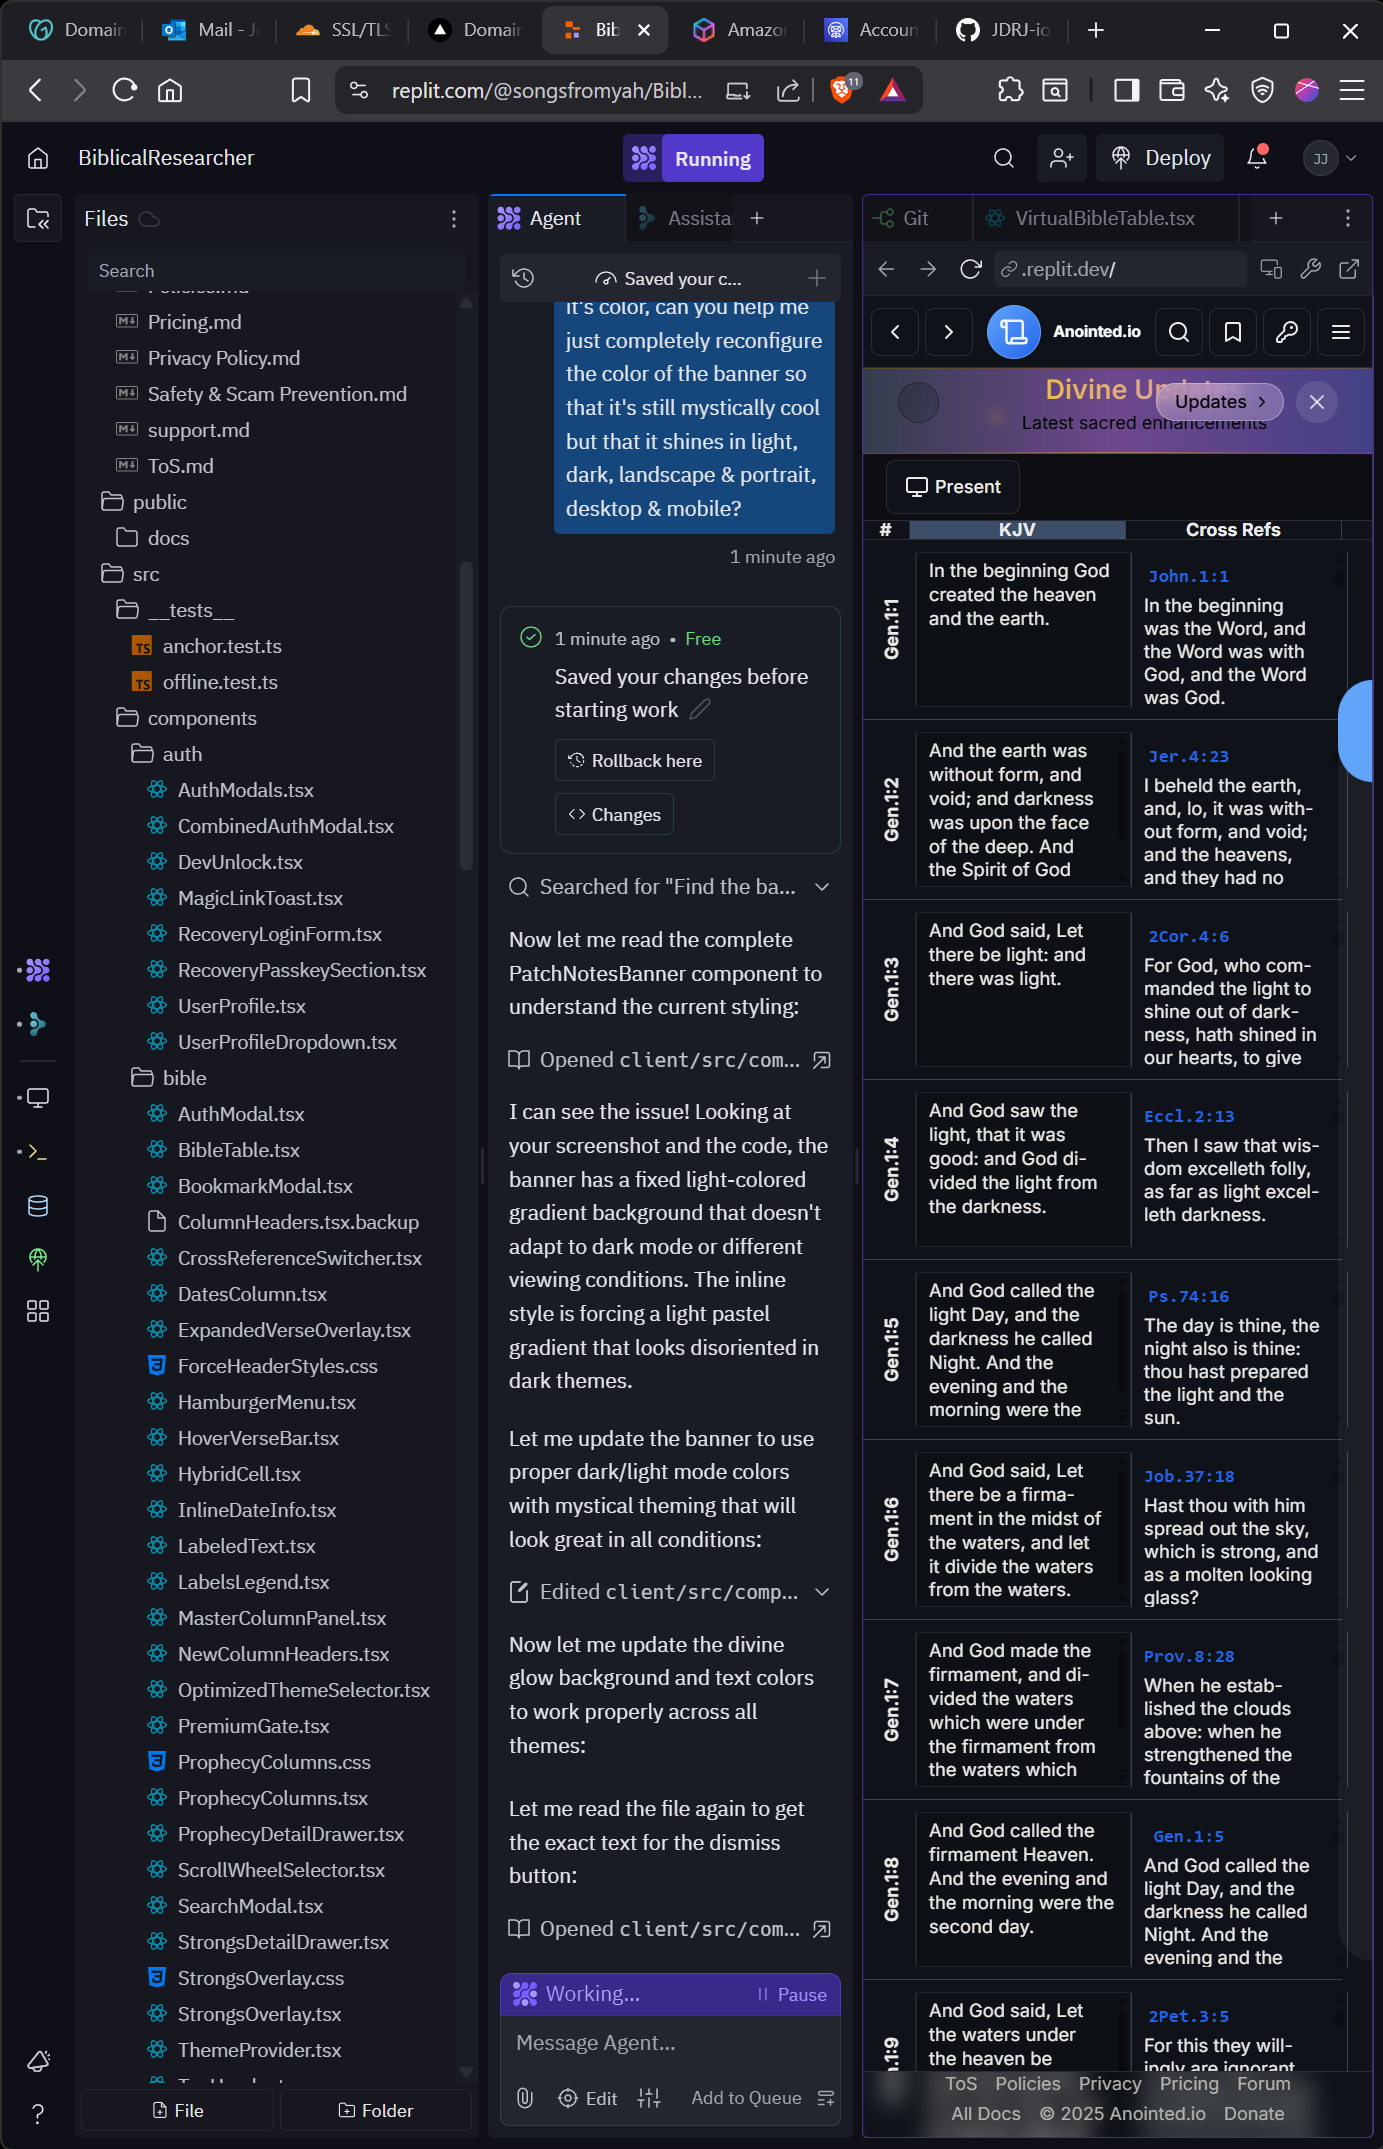 Domain
Mail - J
SSL/TLS
Domain
Bib
Amazo
Accoun
JDRJ-io
replit.com/@songsfromyah/Bibl...
11
BiblicalResearcher
Running
Deploy
JJ
Files
Search
Policies.md
Pricing.md
Privacy Policy.md
Safety & Scam Prevention.md
support.md
ToS.md
public
docs
src
__tests__
anchor.test.ts
offline.test.ts
components
auth
AuthModals.tsx
CombinedAuthModal.tsx
DevUnlock.tsx
MagicLinkToast.tsx
RecoveryLoginForm.tsx
RecoveryPasskeySection.tsx
UserProfile.tsx
UserProfileDropdown.tsx
bible
AuthModal.tsx
BibleTable.tsx
BookmarkModal.tsx
ColumnHeaders.tsx.backup
CrossReferenceSwitcher.tsx
DatesColumn.tsx
ExpandedVerseOverlay.tsx
ForceHeaderStyles.css
HamburgerMenu.tsx
HoverVerseBar.tsx
HybridCell.tsx
InlineDateInfo.tsx
LabeledText.tsx
LabelsLegend.tsx
MasterColumnPanel.tsx
NewColumnHeaders.tsx
OptimizedThemeSelector.tsx
PremiumGate.tsx
ProphecyColumns.css
ProphecyColumns.tsx
ProphecyDetailDrawer.tsx
ScrollWheelSelector.tsx
SearchModal.tsx
StrongsDetailDrawer.tsx
StrongsOverlay.css
StrongsOverlay.tsx
ThemeProvider.tsx
File
Folder
Agent
Assista
Saved your c...
it's color, can you help me
just completely reconfigure
the color of the banner so
that it's still mystically cool
but that it shines in light,
dark, landscape & portrait,
desktop & mobile?
1 minute ago
1 minute ago • Free
Saved your changes before
starting work
Rollback here
Changes
Searched for "Find the ba...
Now let me read the complete
PatchNotesBanner component to
understand the current styling:
Opened client/src/com...
I can see the issue! Looking at
your screenshot and the code, the
banner has a fixed light-colored
gradient background that doesn't
adapt to dark mode or different
viewing conditions. The inline
style is forcing a light pastel
gradient that looks disoriented in
dark themes.
Let me update the banner to use
proper dark/light mode colors
with mystical theming that will
look great in all conditions:
Edited client/src/comp...
Now let me update the divine
glow background and text colors
to work properly across all
themes:
Let me read the file again to get
the exact text for the dismiss
button:
Opened client/src/com...
Working...
Pause
Message Agent...
Edit
Add to Queue
Git
VirtualBibleTable.tsx
.replit.dev/
Anointed.io
Divine Updates
Updates
Latest sacred enhancements
Present
# KJV Cross Refs
Gen.1:1
In the beginning God
created the heaven
and the earth.
John.1:1
In the beginning
was the Word, and
the Word was with
God, and the Word
was God.
Gen.1:2
And the earth was
without form, and
void; and darkness
was upon the face
of the deep. And
the Spirit of God
Jer.4:23
I beheld the earth,
and, lo, it was with-
out form, and void;
and the heavens,
and they had no
Gen.1:3
And God said, Let
there be light: and
there was light.
2Cor.4:6
For God, who com-
manded the light to
shine out of dark-
ness, hath shined in
our hearts, to give
Gen.1:4
And God saw the
light, that it was
good: and God di-
vided the light from
the darkness.
Eccl.2:13
Then I saw that wis-
dom excelleth folly,
as far as light excel-
leth darkness.
Gen.1:5
And God called the
light Day, and the
darkness he called
Night. And the
evening and the
morning were the
Ps.74:16
The day is thine, the
night also is thine:
thou hast prepared
the light and the
sun.
Gen.1:6
And God said, Let
there be a firma-
ment in the midst of
the waters, and let
it divide the waters
from the waters.
Job.37:18
Hast thou with him
spread out the sky,
which is strong, and
as a molten looking
glass?
Gen.1:7
And God made the
firmament, and di-
vided the waters
which were under
the firmament from
the waters which
Prov.8:28
When he estab-
lished the clouds
above: when he
strengthened the
fountains of the
Gen.1:8
And God called the
firmament Heaven.
And the evening and
the morning were the
second day.
Gen.1:5
And God called the
light Day, and the
darkness he called
Night. And the
evening and the
n.1:9
And God said, Let
the waters under
the heaven be
2Pet.3:5
For this they will-
ingly are ignorant
ToS Policies Privacy Pricing Forum
All Docs © 2025 Anointed.io Donate